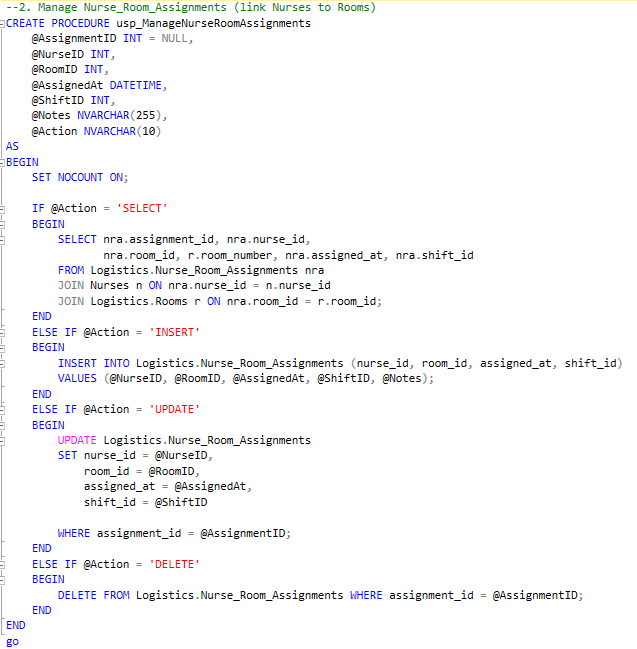 --2. Manage Nurse_Room_Assignments (link Nurses to Rooms)
CREATE PROCEDURE usp_ManageNurseRoomAssignments
    @AssignmentID INT = NULL,
    @NurseID INT,
    @RoomID INT,
    @AssignedAt DATETIME,
    @ShiftID INT,
    @Notes NVARCHAR(255),
    @Action NVARCHAR(10)
AS
BEGIN
    SET NOCOUNT ON;

    IF @Action = 'SELECT'
    BEGIN
        SELECT nra.assignment_id, nra.nurse_id,
               nra.room_id, r.room_number, nra.assigned_at, nra.shift_id
        FROM Logistics.Nurse_Room_Assignments nra
        JOIN Nurses n ON nra.nurse_id = n.nurse_id
        JOIN Logistics.Rooms r ON nra.room_id = r.room_id;
    END
    ELSE IF @Action = 'INSERT'
    BEGIN
        INSERT INTO Logistics.Nurse_Room_Assignments (nurse_id, room_id, assigned_at, shift_id)
        VALUES (@NurseID, @RoomID, @AssignedAt, @ShiftID, @Notes);
    END
    ELSE IF @Action = 'UPDATE'
    BEGIN
        UPDATE Logistics.Nurse_Room_Assignments
        SET nurse_id = @NurseID,
            room_id = @RoomID,
            assigned_at = @AssignedAt,
            shift_id = @ShiftID

        WHERE assignment_id = @AssignmentID;
    END
    ELSE IF @Action = 'DELETE'
    BEGIN
        DELETE FROM Logistics.Nurse_Room_Assignments WHERE assignment_id = @AssignmentID;
    END
END
go